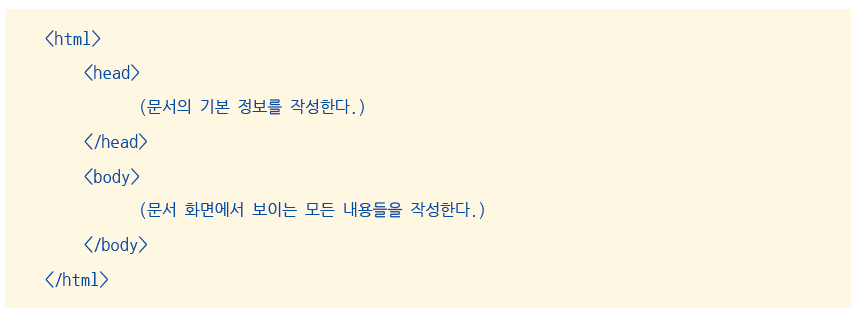 <html>
<head>
(문서의 기본 정보를 작성한다.)
</head>
<body>
(문서 화면에서 보이는 모든 내용들을 작성한다.)
</body>
</html>